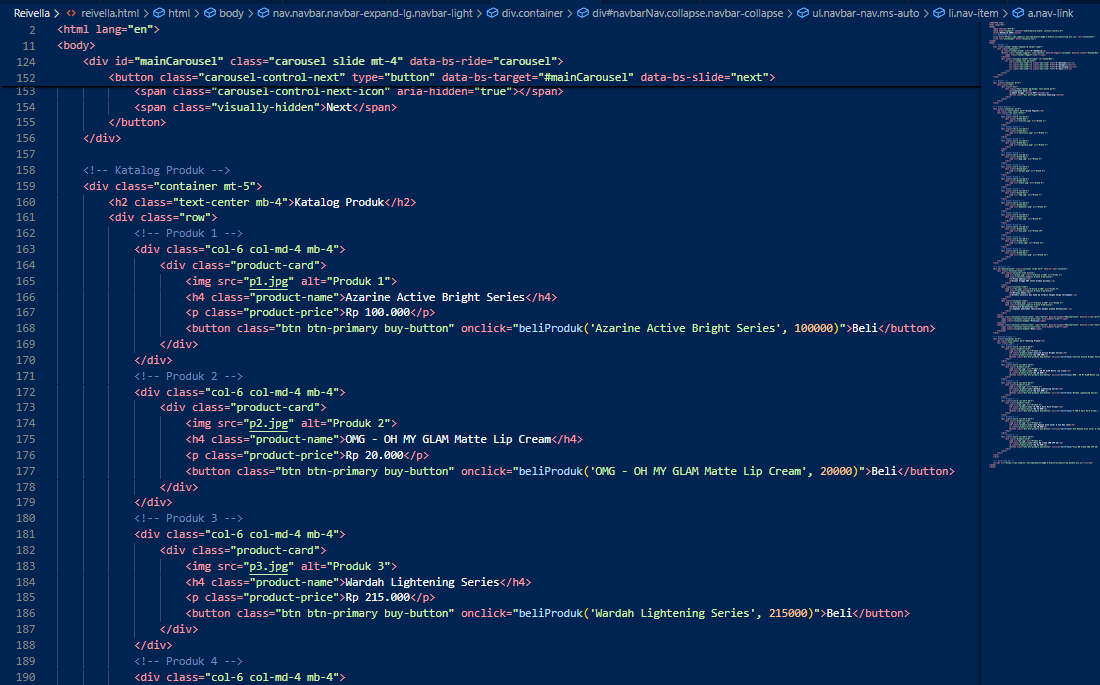 Reivella > <> reivella.html > html > body > nav.navbar.navbar-expand-lg.navbar-light > div.container > div#navbarNav.collapse.navbar-collapse > ul.navbar-nav.ms-auto > li.nav-item > a.nav-link
2 <html lang="en">
11 <body>
124 <div id="mainCarousel" class="carousel slide mt-4" data-bs-ride="carousel">
152 <button class="carousel-control-next" type="button" data-bs-target="#mainCarousel" data-bs-slide="next">
153 <span class="carousel-control-next-icon" aria-hidden="true"></span>
154 <span class="visually-hidden">Next</span>
155 </button>
156 </div>
157
158 <!-- Katalog Produk -->
159 <div class="container mt-5">
160 <h2 class="text-center mb-4">Katalog Produk</h2>
161 <div class="row">
162 <!-- Produk 1 -->
163 <div class="col-6 col-md-4 mb-4">
164 <div class="product-card">
165 <img src="p1.jpg" alt="Produk 1">
166 <h4 class="product-name">Azarine Active Bright Series</h4>
167 <p class="product-price">Rp 100.000</p>
168 <button class="btn btn-primary buy-button" onclick="beliProduk('Azarine Active Bright Series', 100000)">Beli</button>
169 </div>
170 </div>
171 <!-- Produk 2 -->
172 <div class="col-6 col-md-4 mb-4">
173 <div class="product-card">
174 <img src="p2.jpg" alt="Produk 2">
175 <h4 class="product-name">OMG - OH MY GLAM Matte Lip Cream</h4>
176 <p class="product-price">Rp 20.000</p>
177 <button class="btn btn-primary buy-button" onclick="beliProduk('OMG - OH MY GLAM Matte Lip Cream', 20000)">Beli</button>
178 </div>
179 </div>
180 <!-- Produk 3 -->
181 <div class="col-6 col-md-4 mb-4">
182 <div class="product-card">
183 <img src="p3.jpg" alt="Produk 3">
184 <h4 class="product-name">Wardah Lightening Series</h4>
185 <p class="product-price">Rp 215.000</p>
186 <button class="btn btn-primary buy-button" onclick="beliProduk('Wardah Lightening Series', 215000)">Beli</button>
187 </div>
188 </div>
189 <!-- Produk 4 -->
190 <div class="col-6 col-md-4 mb-4">